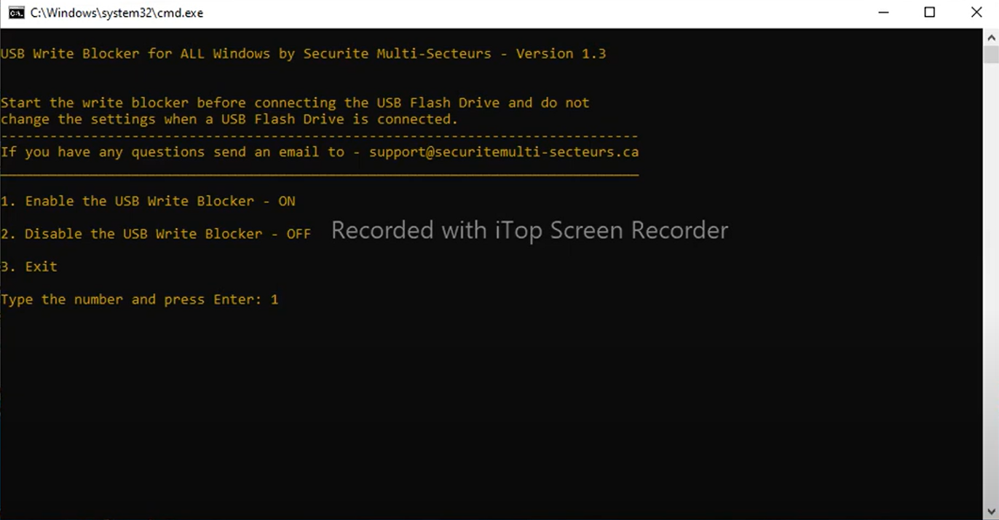 C:\Windows\system32\cmd.exe
USB Write Blocker for ALL Windows by Securite Multi-Secteurs - Version 1.3
Start the write blocker before connecting the USB Flash Drive and do not
change the settings when a USB Flash Drive is connected.
------------------------------------------------------------------------------
If you have any questions send an email to - support@securitemulti-secteurs.ca
______________________________________________________________________________
1. Enable the USB Write Blocker - ON
2. Disable the USB Write Blocker - OFF
Recorded with iTop Screen Recorder
3. Exit
Type the number and press Enter: 1